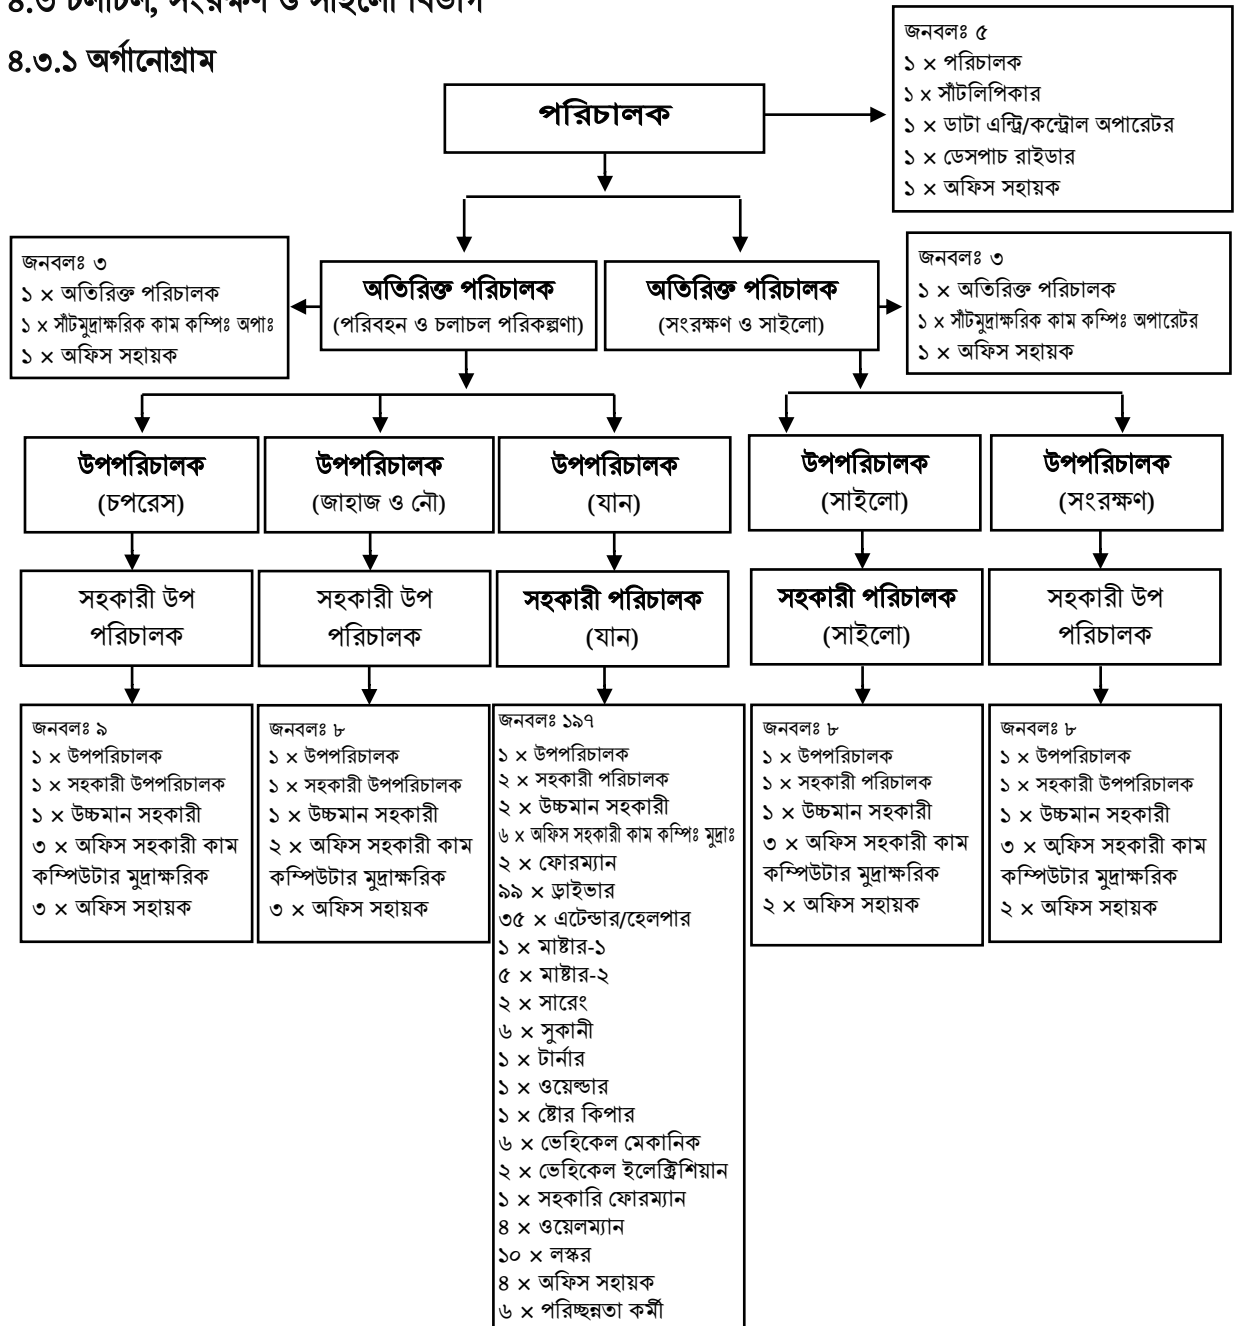 ৪.৩ চলাচল, সংরক্ষণ ও সাইলো বিভাগ
৪.৩.১ অর্গানোগ্রাম
পরিচালক
জনবলঃ ৫
১ × পরিচালক
১ × সাঁটলিপিকার
১ × ডাটা এন্ট্রি/কন্ট্রোল অপারেটর
১ × ডেসপাচ রাইডার
১ × অফিস সহায়ক
জনবলঃ ৩
১ × অতিরিক্ত পরিচালক
১ × সাঁটমুদ্রাক্ষরিক কাম কম্পিঃ অপাঃ
১ × অফিস সহায়ক
অতিরিক্ত পরিচালক
(পরিবহন ও চলাচল পরিকল্পণা)
অতিরিক্ত পরিচালক
(সংরক্ষণ ও সাইলো)
জনবলঃ ৩
১ × অতিরিক্ত পরিচালক
১ × সাঁটমুদ্রাক্ষরিক কাম কম্পিঃ অপারেটর
১ × অফিস সহায়ক
উপপরিচালক
(চপরেস)
উপপরিচালক
(জাহাজ ও নৌ)
উপপরিচালক
(যান)
উপপরিচালক
(সাইলো)
উপপরিচালক
(সংরক্ষণ)
সহকারী উপ
পরিচালক
সহকারী উপ
পরিচালক
সহকারী পরিচালক
(যান)
সহকারী পরিচালক
(সাইলো)
সহকারী উপ
পরিচালক
জনবলঃ ৯
১ × উপপরিচালক
১ × সহকারী উপপরিচালক
১ × উচ্চমান সহকারী
৩ × অফিস সহকারী কাম
কম্পিউটার মুদ্রাক্ষরিক
৩ × অফিস সহায়ক
জনবলঃ ৮
১ × উপপরিচালক
১ × সহকারী উপপরিচালক
১ × উচ্চমান সহকারী
২ × অফিস সহকারী কাম
কম্পিউটার মুদ্রাক্ষরিক
৩ × অফিস সহায়ক
জনবলঃ ১৯৭
১ × উপপরিচালক
২ × সহকারী পরিচালক
২ × উচ্চমান সহকারী
৬ × অফিস সহকারী কাম কম্পিঃ মুদ্রাঃ
২ × ফোরম্যান
৯৯ × ড্রাইভার
৩৫ × এটেন্ডার/হেলপার
১ × মাষ্টার-১
৫ × মাষ্টার-২
২ × সারেং
৬ × সুকানী
১ × টার্নার
১ × ওয়েল্ডার
১ × ষ্টোর কিপার
৬ × ভেহিকেল মেকানিক
২ × ভেহিকেল ইলেক্ট্রিশিয়ান
১ × সহকারি ফোরম্যান
৪ × ওয়েলম্যান
১০ × লস্কর
৪ × অফিস সহায়ক
৬ × পরিচ্ছন্নতা কর্মী
জনবলঃ ৮
১ × উপপরিচালক
১ × সহকারী পরিচালক
১ × উচ্চমান সহকারী
৩ × অফিস সহকারী কাম
কম্পিউটার মুদ্রাক্ষরিক
২ × অফিস সহায়ক
জনবলঃ ৮
১ × উপপরিচালক
১ × সহকারী উপপরিচালক
১ × উচ্চমান সহকারী
৩ × অফিস সহকারী কাম
কম্পিউটার মুদ্রাক্ষরিক
২ × অফিস সহায়ক